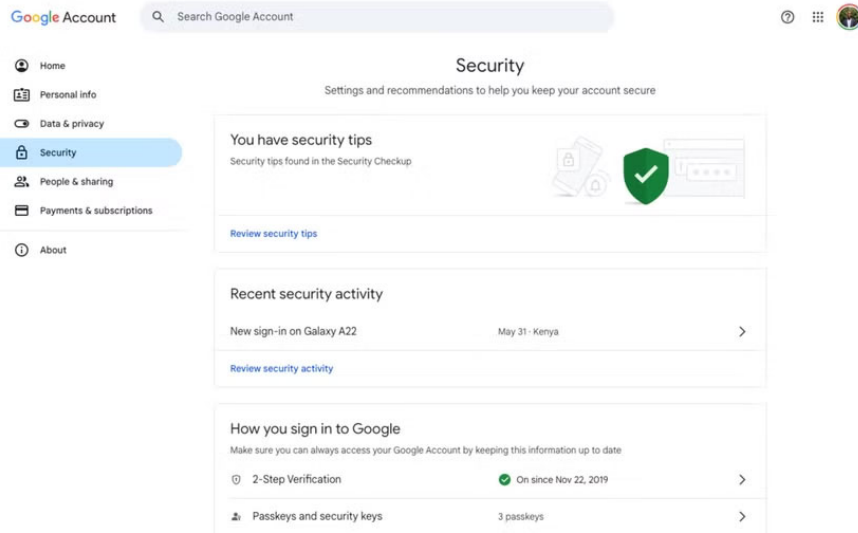 Google Account
Search Google Account
Home
Personal info
Data & privacy
Security
People & sharing
Payments & subscriptions
About
Security
Settings and recommendations to help you keep your account secure
You have security tips
Security tips found in the Security Checkup
Review security tips
Recent security activity
New sign-in on Galaxy A22 May 31 · Kenya
Review security activity
How you sign in to Google
Make sure you can always access your Google Account by keeping this information up to date
2-Step Verification On since Nov 22, 2019
Passkeys and security keys 3 passkeys